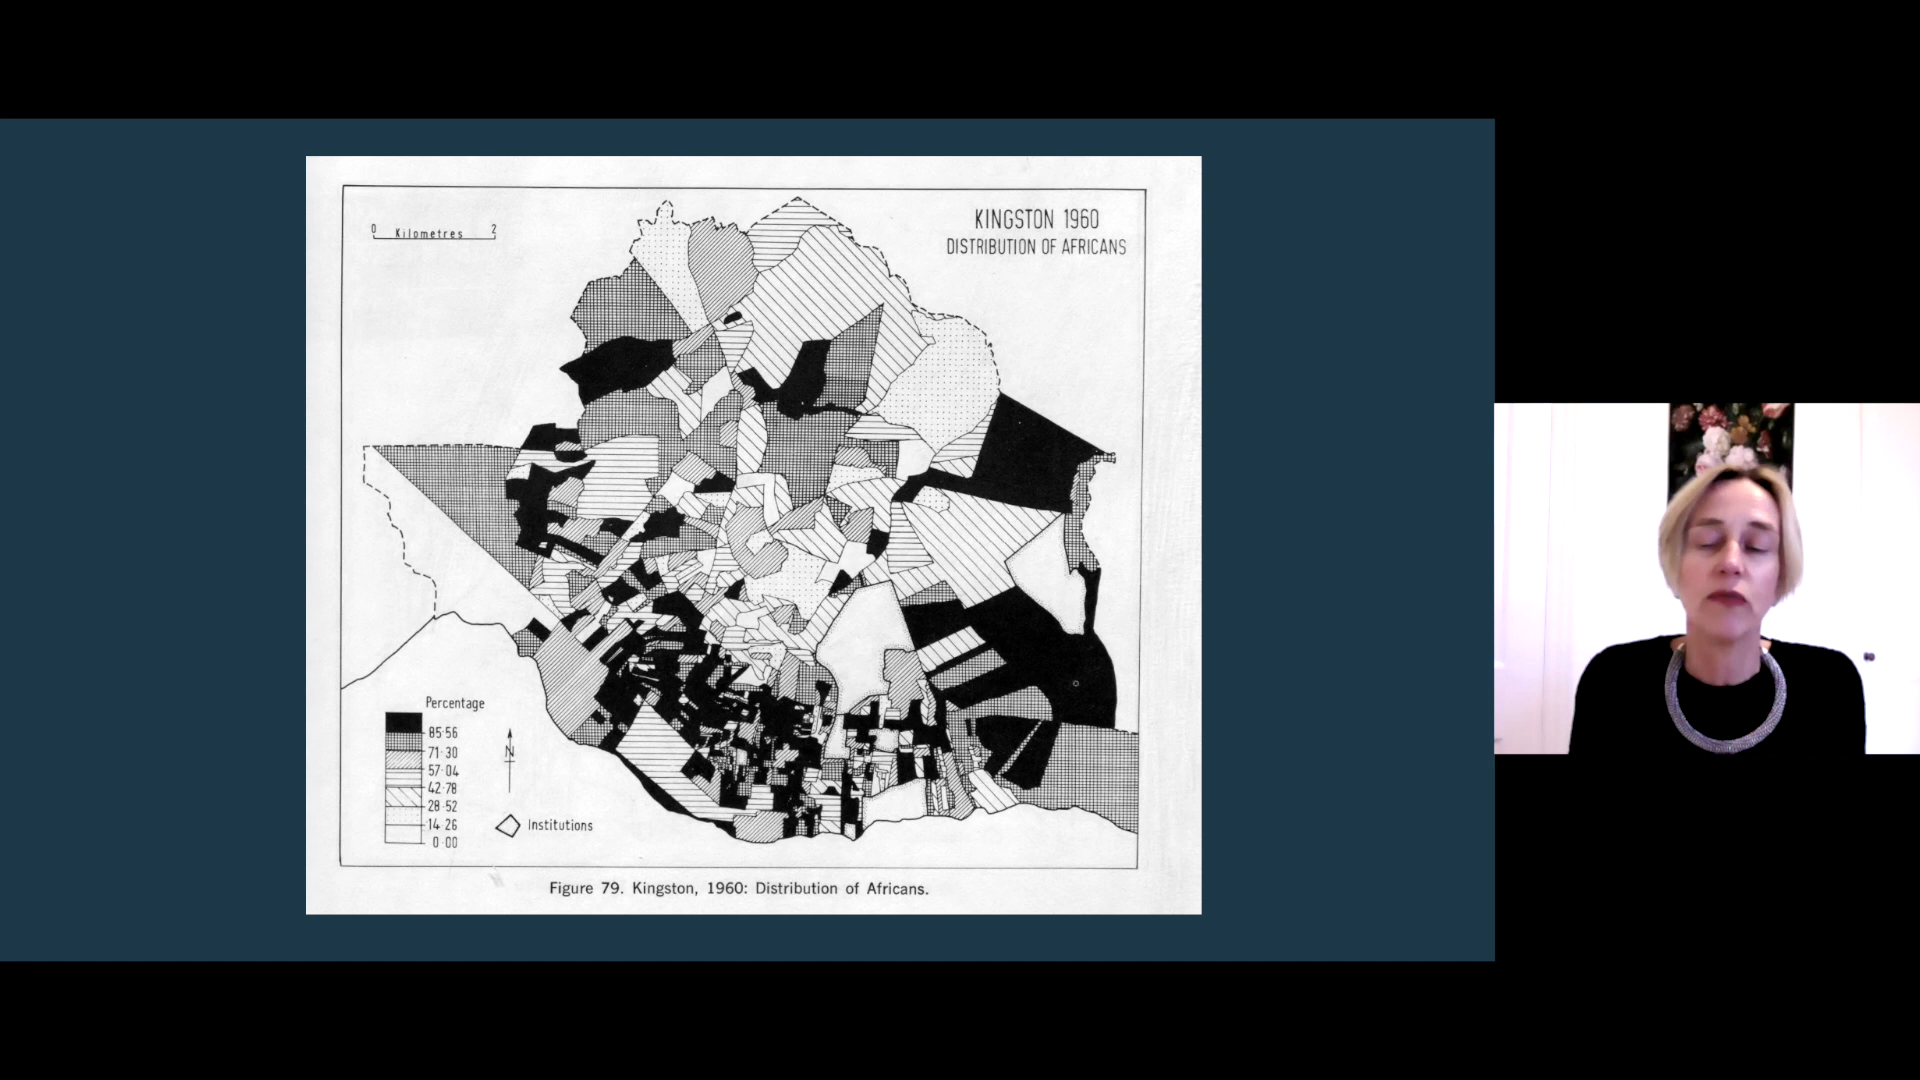 0 Kilometres 2
KINGSTON 1960
DISTRIBUTION OF AFRICANS
Percentage
85·56
71·30
57·04
42·78
28·52
14·26
0·00
N
Institutions
Figure 79. Kingston, 1960: Distribution of Africans.